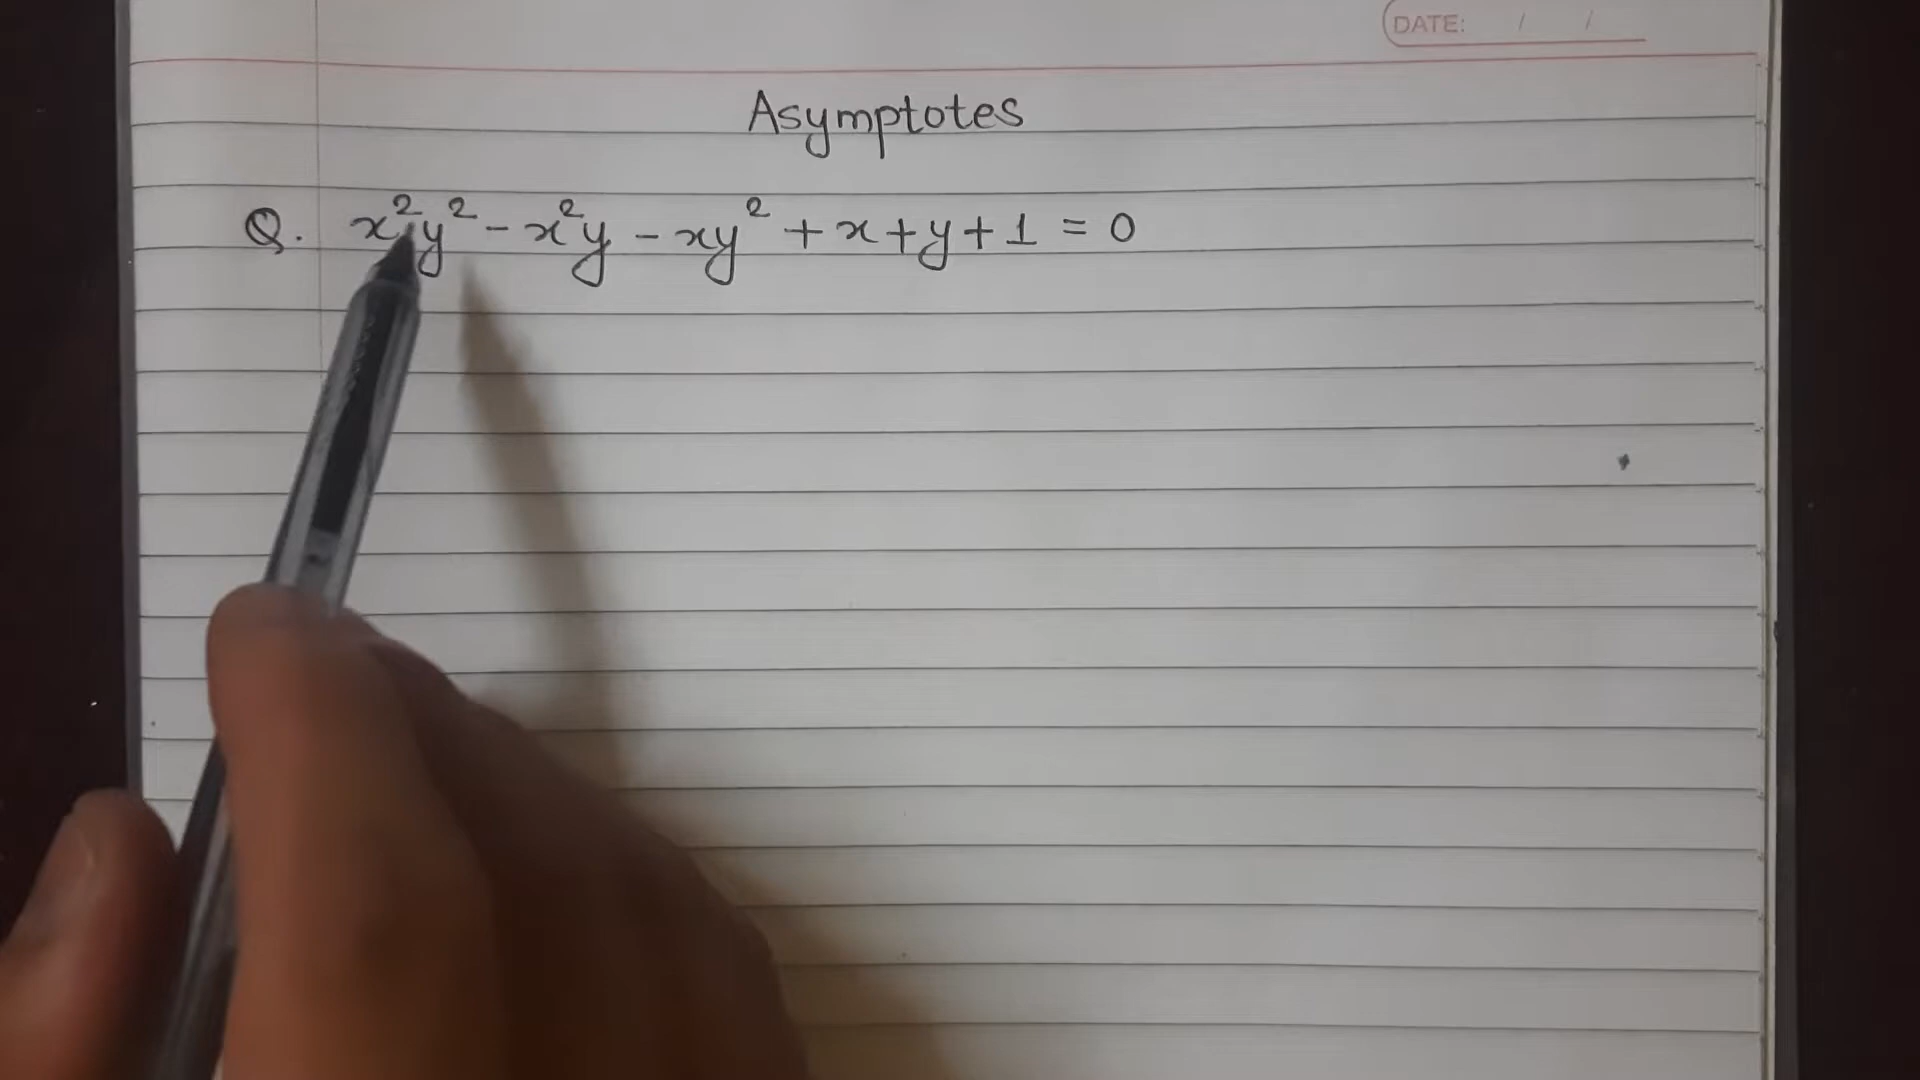 DATE: / /
Asymptotes
Q. x²y² - x²y - xy² + x + y + 1 = 0